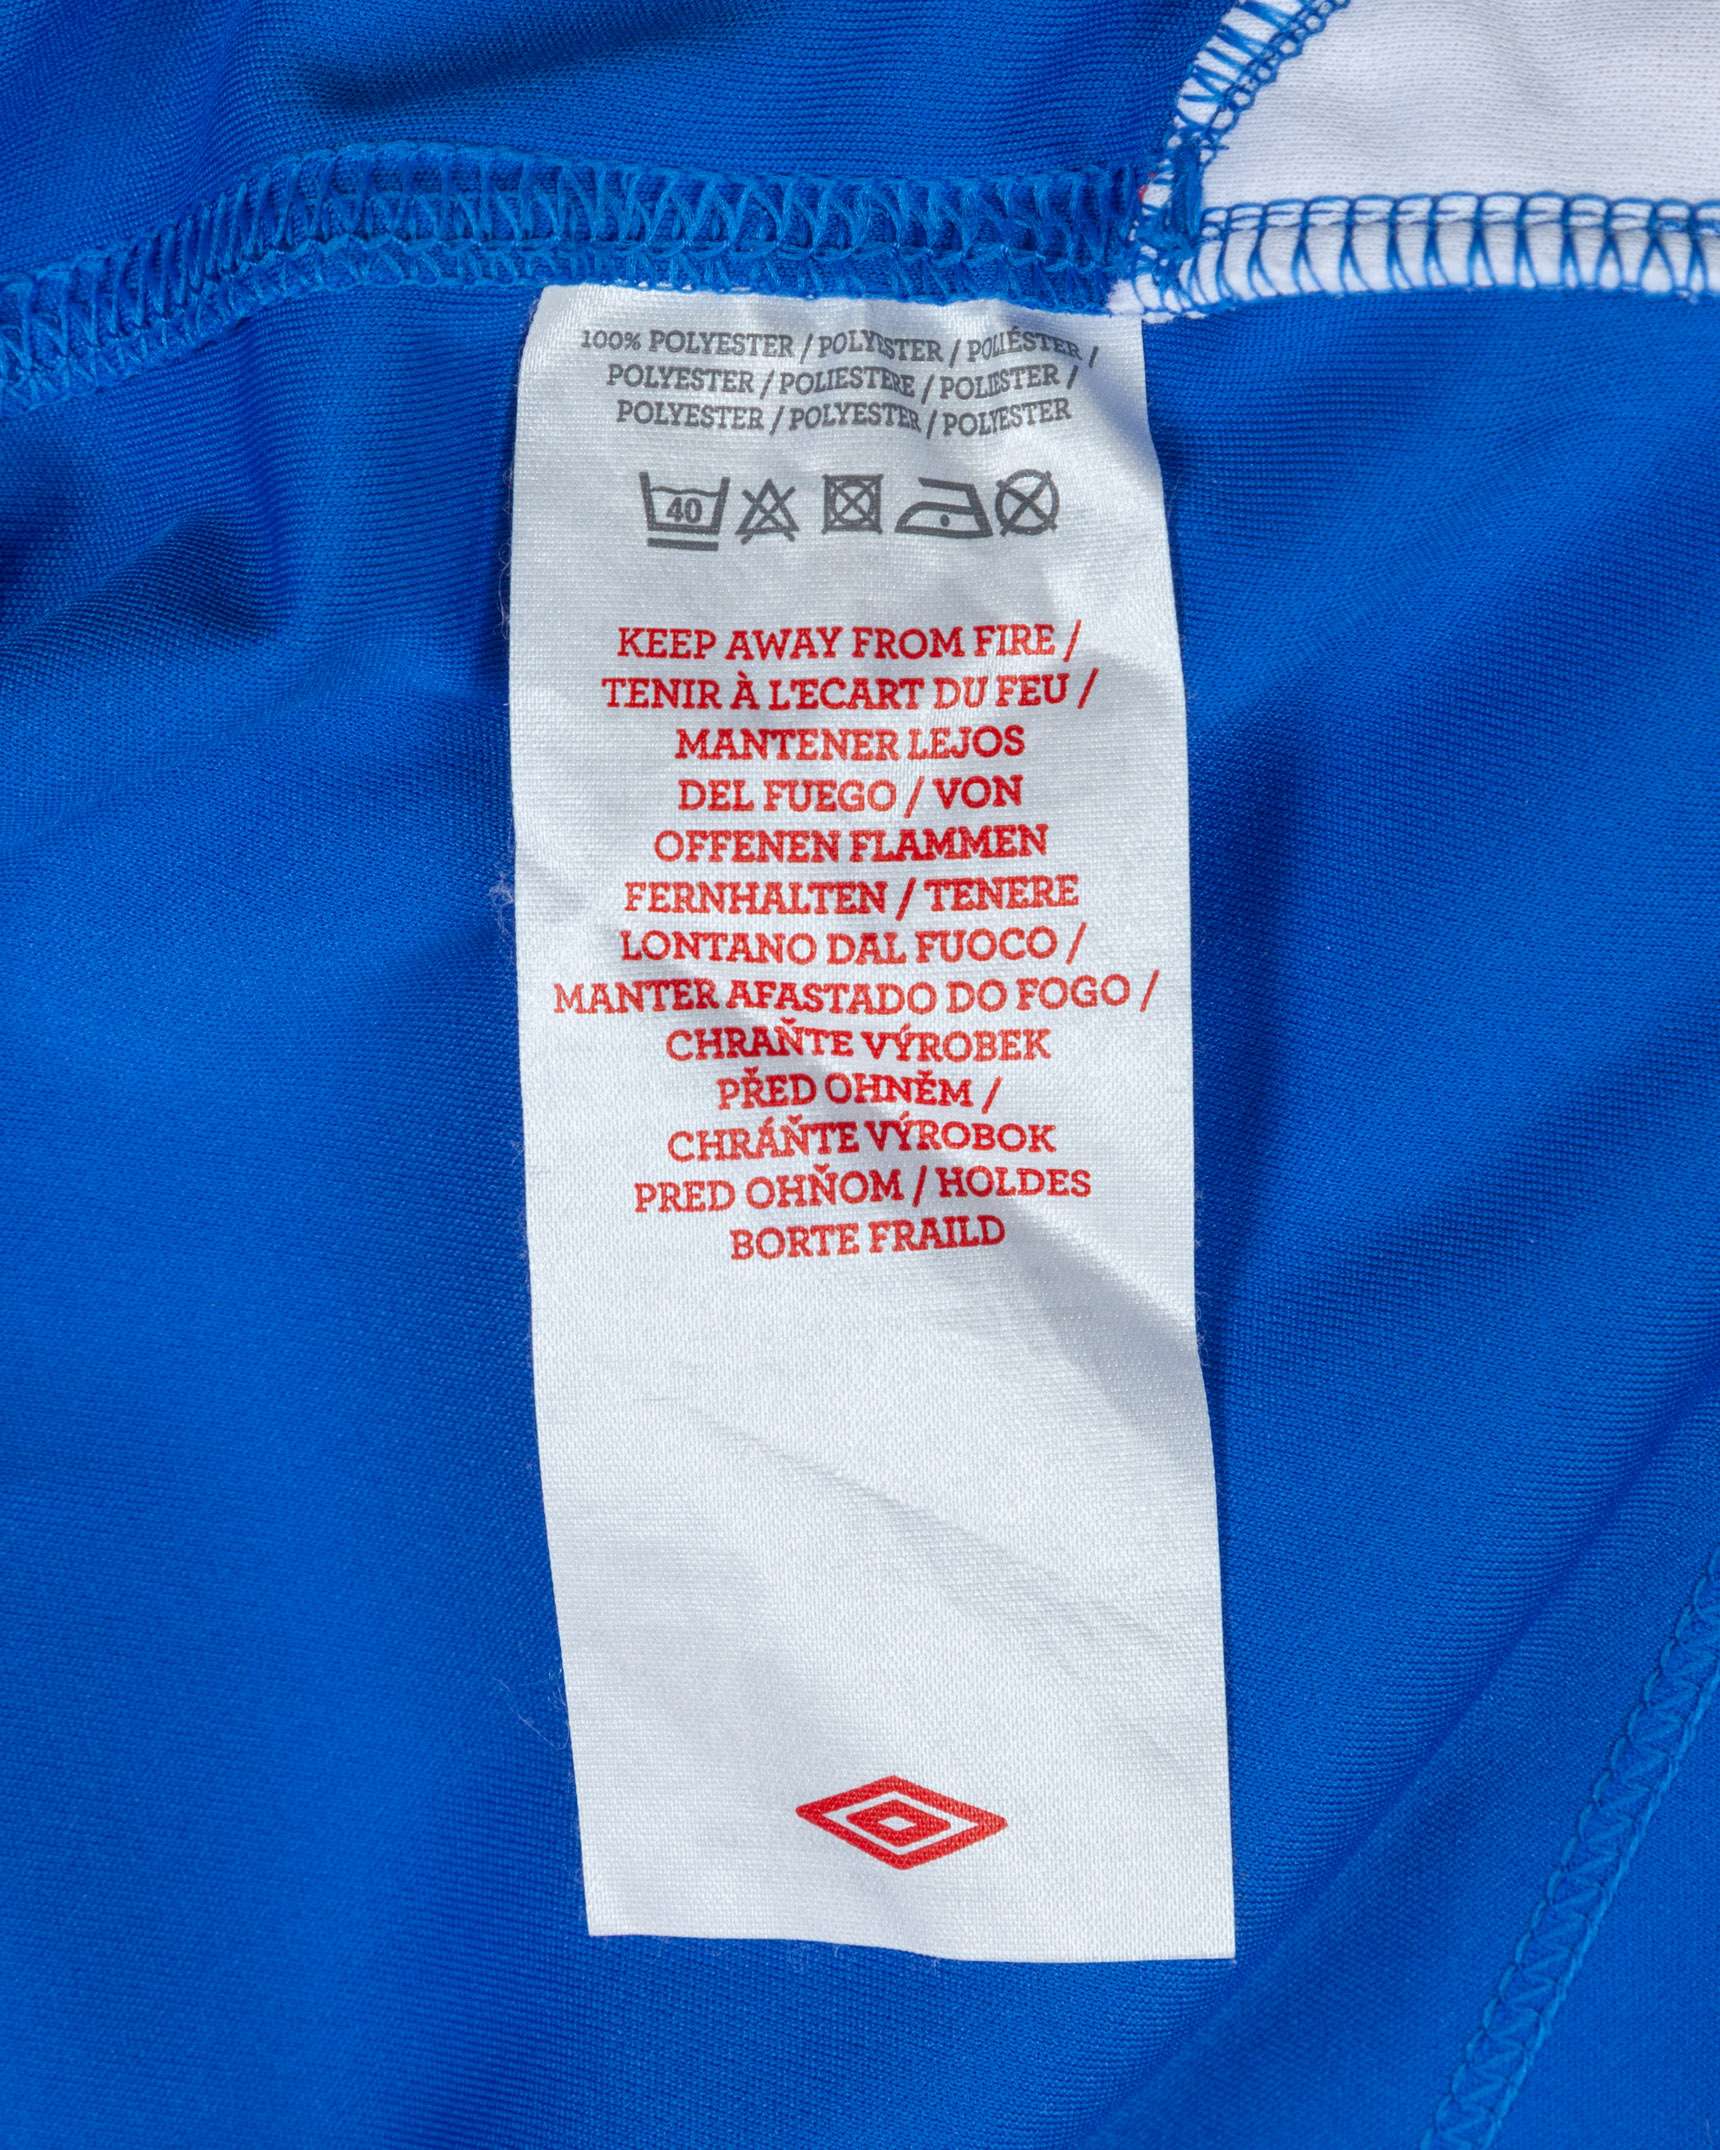 100% POLYESTER / POLYESTER / POLIÉSTER /
POLYESTER / POLIESTERE / POLIESTER /
POLYESTER / POLYESTER / POLYESTER
40
KEEP AWAY FROM FIRE /
TENIR À L'ECART DU FEU /
MANTENER LEJOS
DEL FUEGO / VON
OFFENEN FLAMMEN
FERNHALTEN / TENERE
LONTANO DAL FUOCO /
MANTER AFASTADO DO FOGO /
CHRAŇTE VÝROBEK
PŘED OHNĚM /
CHRÁŇTE VÝROBOK
PRED OHŇOM / HOLDES
BORTE FRAILD